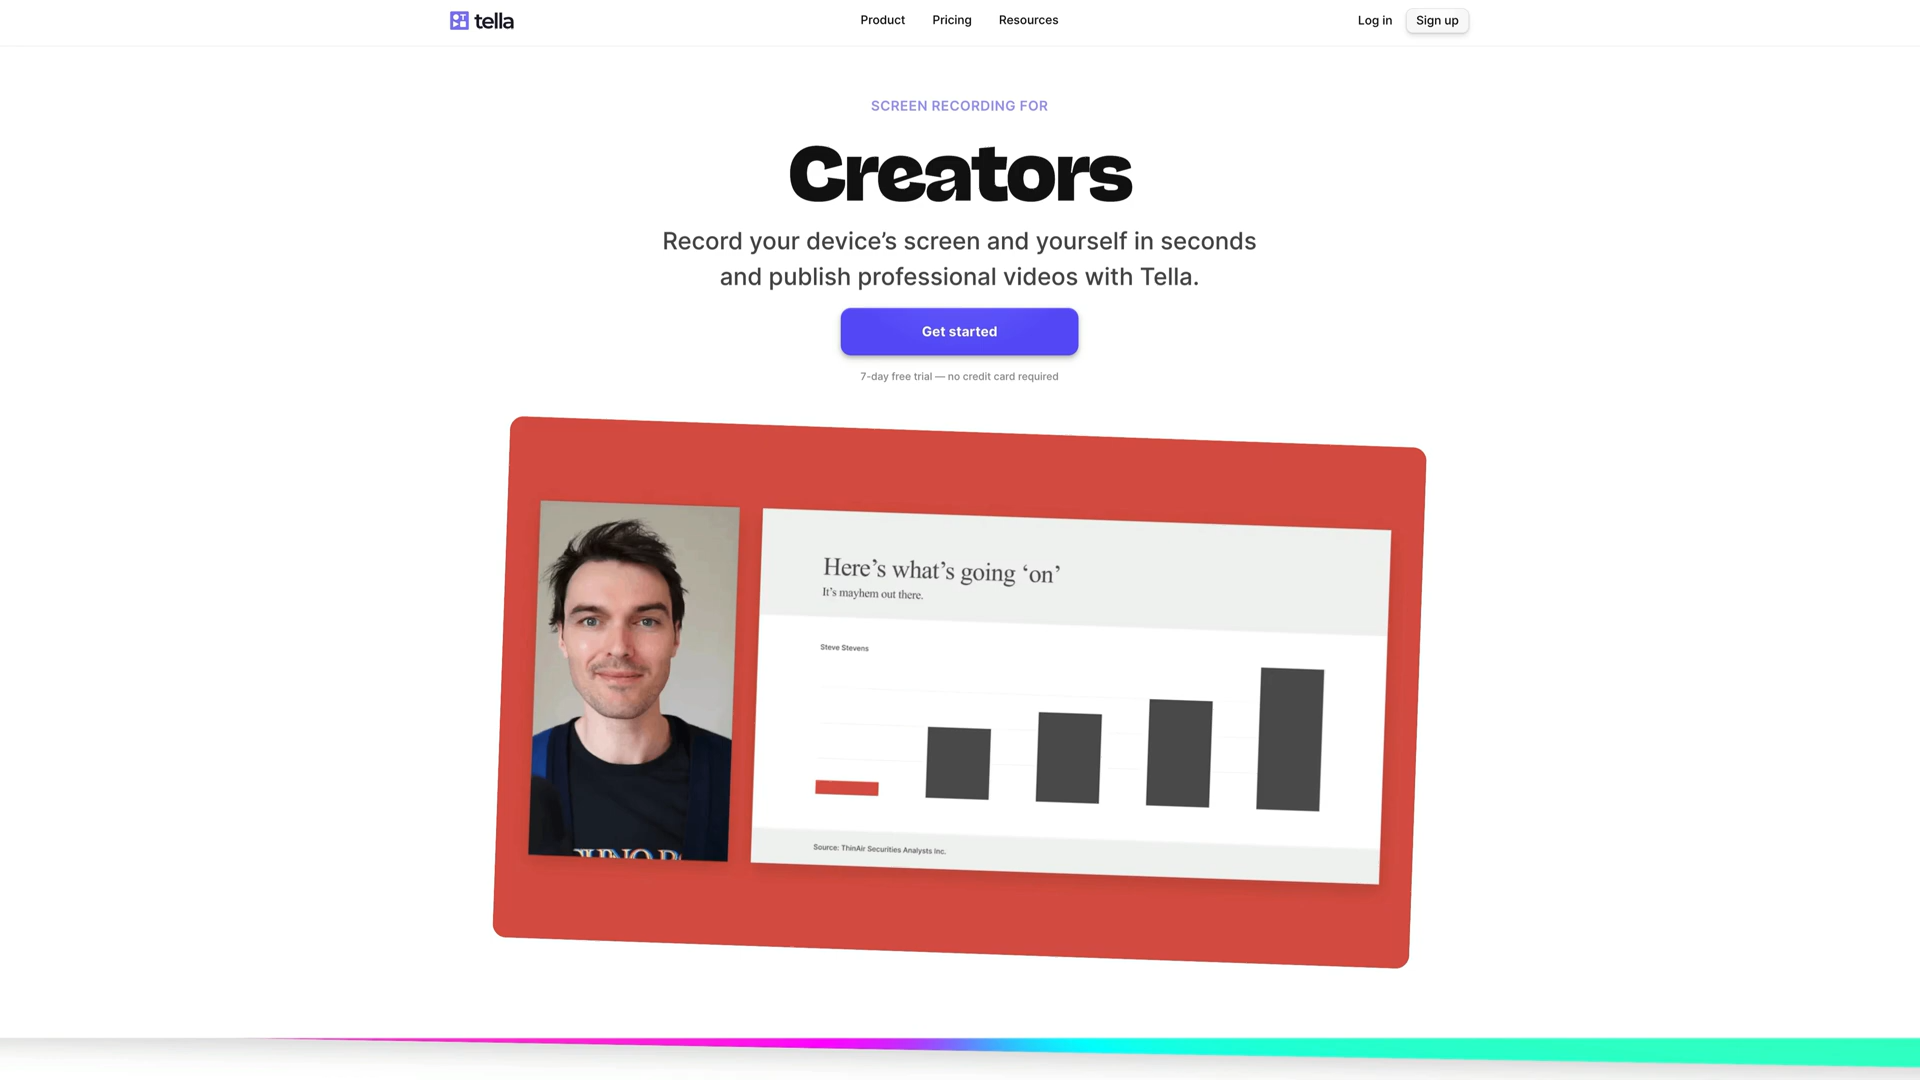 tella
Product
Pricing
Resources
Log in
Sign up
SCREEN RECORDING FOR
Creators
Record your device’s screen and yourself in seconds
and publish professional videos with Tella.
Get started
7-day free trial — no credit card required
Here’s what’s going ‘on’
It’s mayhem out there.
Steve Stevens
Source: ThinAir Securities Analysts Inc.